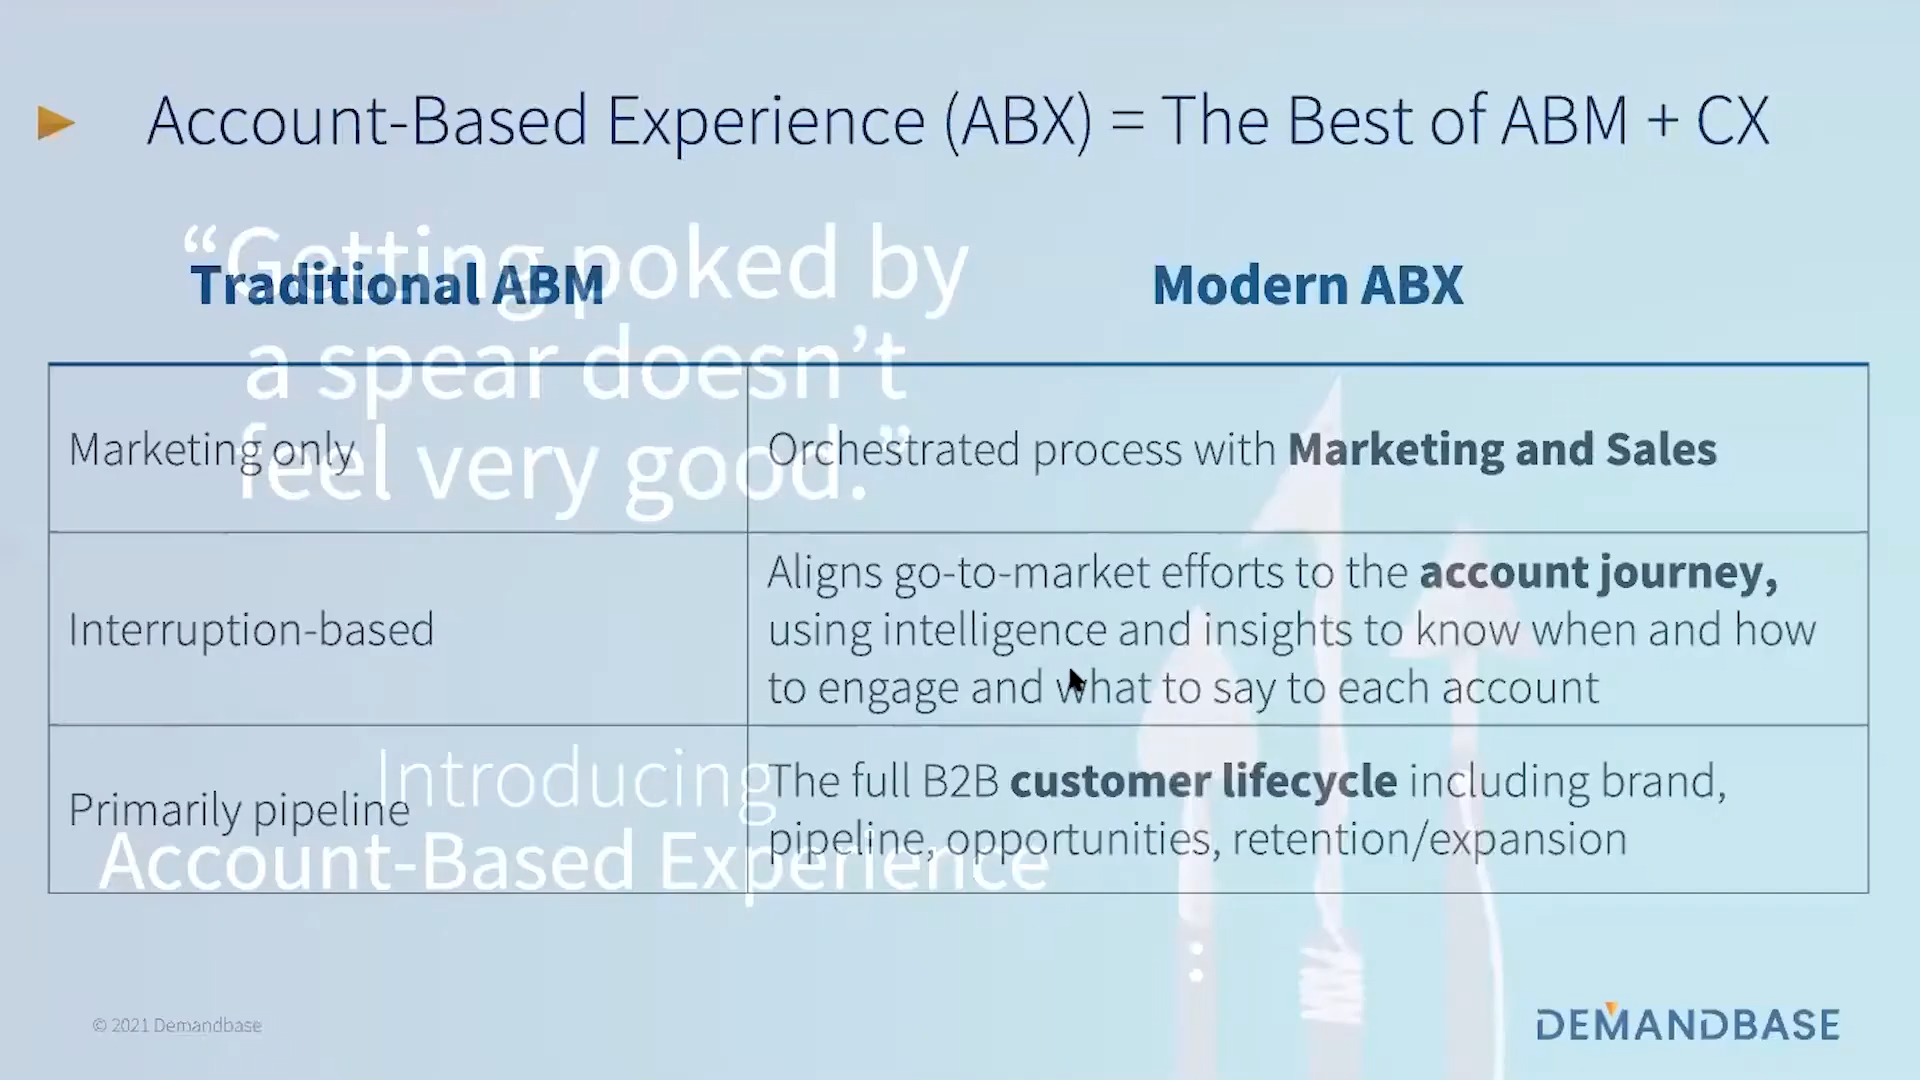 Account-Based Experience (ABX) = The Best of ABM + CX
“Getting poked by
a spear doesn’t
feel very good.”
Traditional ABM
Modern ABX
Marketing only
Orchestrated process with Marketing and Sales
Interruption-based
Aligns go-to-market efforts to the account journey,
using intelligence and insights to know when and how
to engage and what to say to each account
Primarily pipeline
The full B2B customer lifecycle including brand,
pipeline, opportunities, retention/expansion
Introducing
Account-Based Experience
© 2021 Demandbase
DEMANDBASE